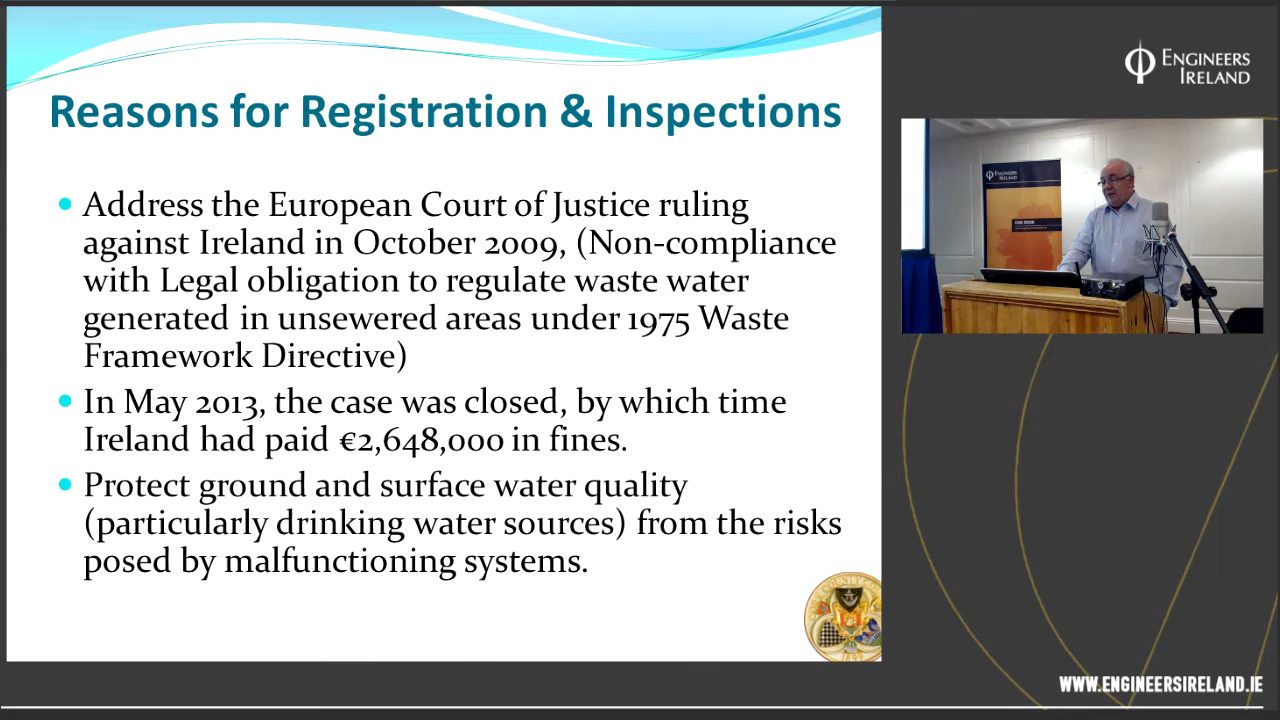 Reasons for Registration & Inspections
• Address the European Court of Justice ruling
against Ireland in October 2009, (Non-compliance
with Legal obligation to regulate waste water
generated in unsewered areas under 1975 Waste
Framework Directive)
• In May 2013, the case was closed, by which time
Ireland had paid €2,648,000 in fines.
• Protect ground and surface water quality
(particularly drinking water sources) from the risks
posed by malfunctioning systems.
ENGINEERS
IRELAND
ENGINEERS
IRELAND
WWW.ENGINEERSIRELAND.IE